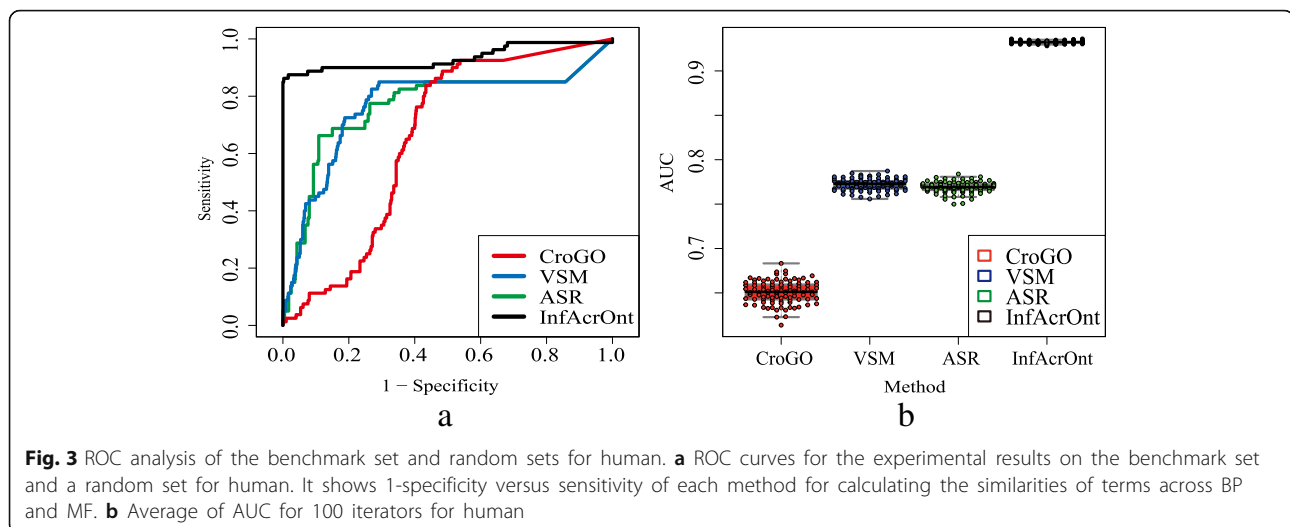 1.0
0.8
0.6
0.4
0.2
0.0
Sensitivity
CroGO
VSM
ASR
InfAcrOnt
0.0 0.2 0.4 0.6 0.8 1.0
1 − Specificity
a
0.9
0.8
0.7
AUC
CroGO
VSM
ASR
InfAcrOnt
CroGO VSM ASR InfAcrOnt
Method
b
Fig. 3 ROC analysis of the benchmark set and random sets for human. a ROC curves for the experimental results on the benchmark set
and a random set for human. It shows 1-specificity versus sensitivity of each method for calculating the similarities of terms across BP
and MF. b Average of AUC for 100 iterators for human